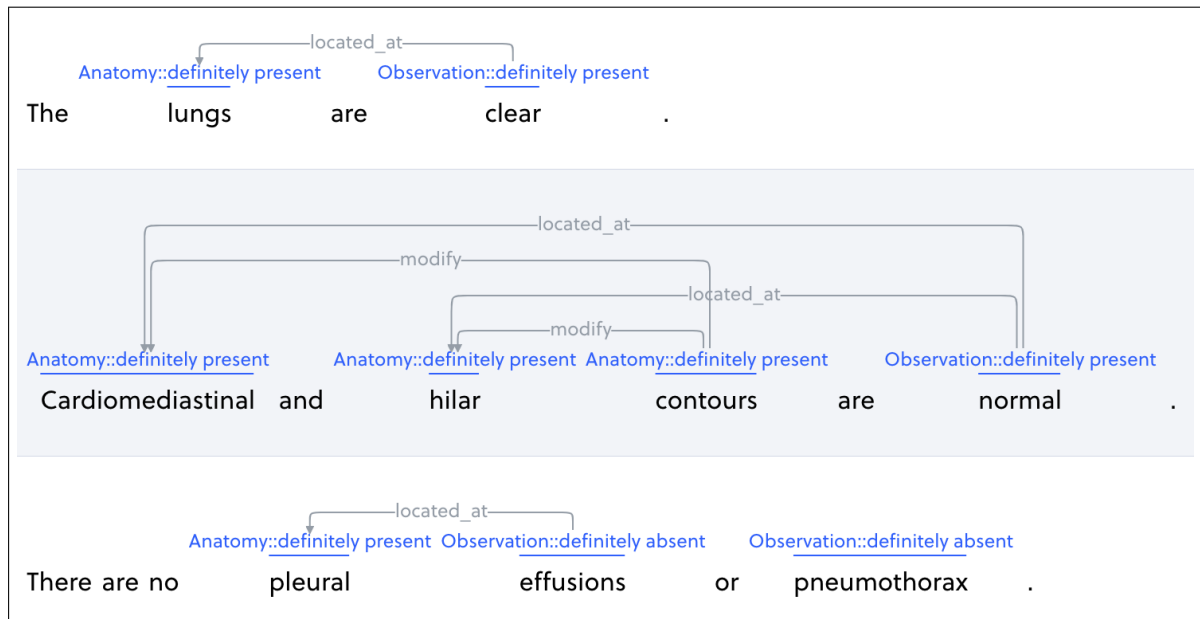 located_at
Anatomy::definitely present Observation::definitely present
The lungs are clear .
located_at
modify
located_at
modify
Anatomy::definitely present Anatomy::definitely present Anatomy::definitely present Observation::definitely present
Cardiomediastinal and hilar contours are normal .
located_at
Anatomy::definitely present Observation::definitely absent Observation::definitely absent
There are no pleural effusions or pneumothorax .